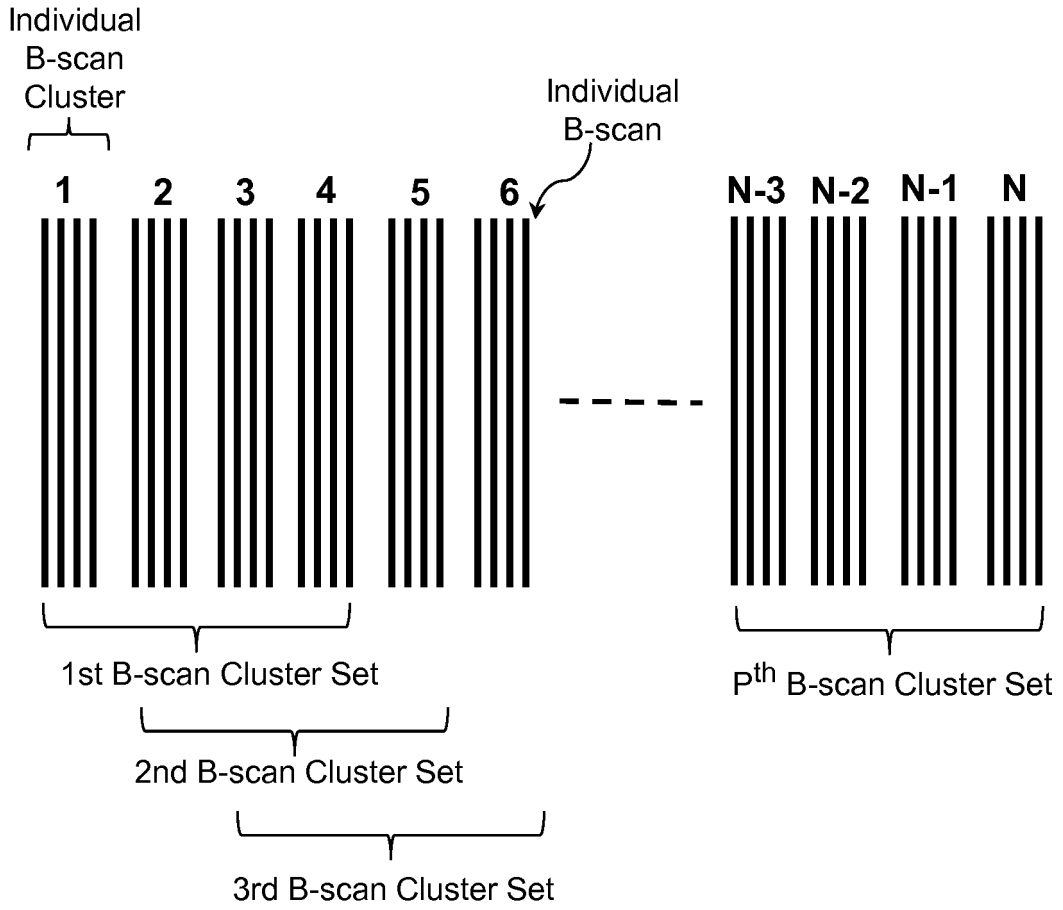 Individual
B-scan
Cluster
Individual
B-scan
1 2 3 4 5 6 N-3 N-2 N-1 N
1st B-scan Cluster Set
Pth B-scan Cluster Set
2nd B-scan Cluster Set
3rd B-scan Cluster Set